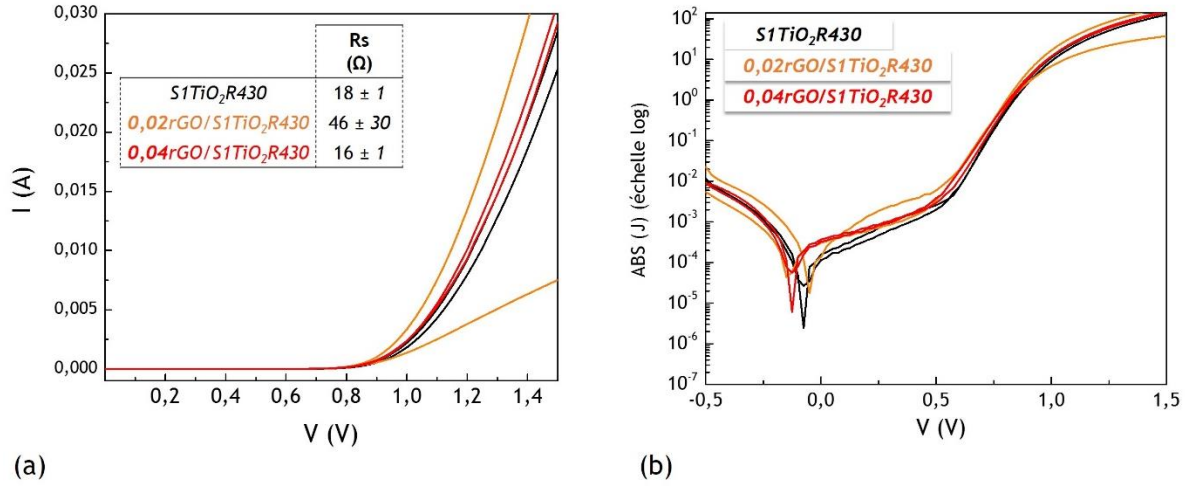 I (A)
0,030
0,025
0,020
0,015
0,010
0,005
0,000
Rs
(Ω)
S1TiO₂R430 18 ± 1
0,02rGO/S1TiO₂R430 46 ± 30
0,04rGO/S1TiO₂R430 16 ± 1
0,2 0,4 0,6 0,8 1,0 1,2 1,4
V (V)
(a)
ABS (J) (échelle log)
10²
10¹
10⁰
10⁻¹
10⁻²
10⁻³
10⁻⁴
10⁻⁵
10⁻⁶
10⁻⁷
S1TiO₂R430
0,02rGO/S1TiO₂R430
0,04rGO/S1TiO₂R430
-0,5 0,0 0,5 1,0 1,5
V (V)
(b)